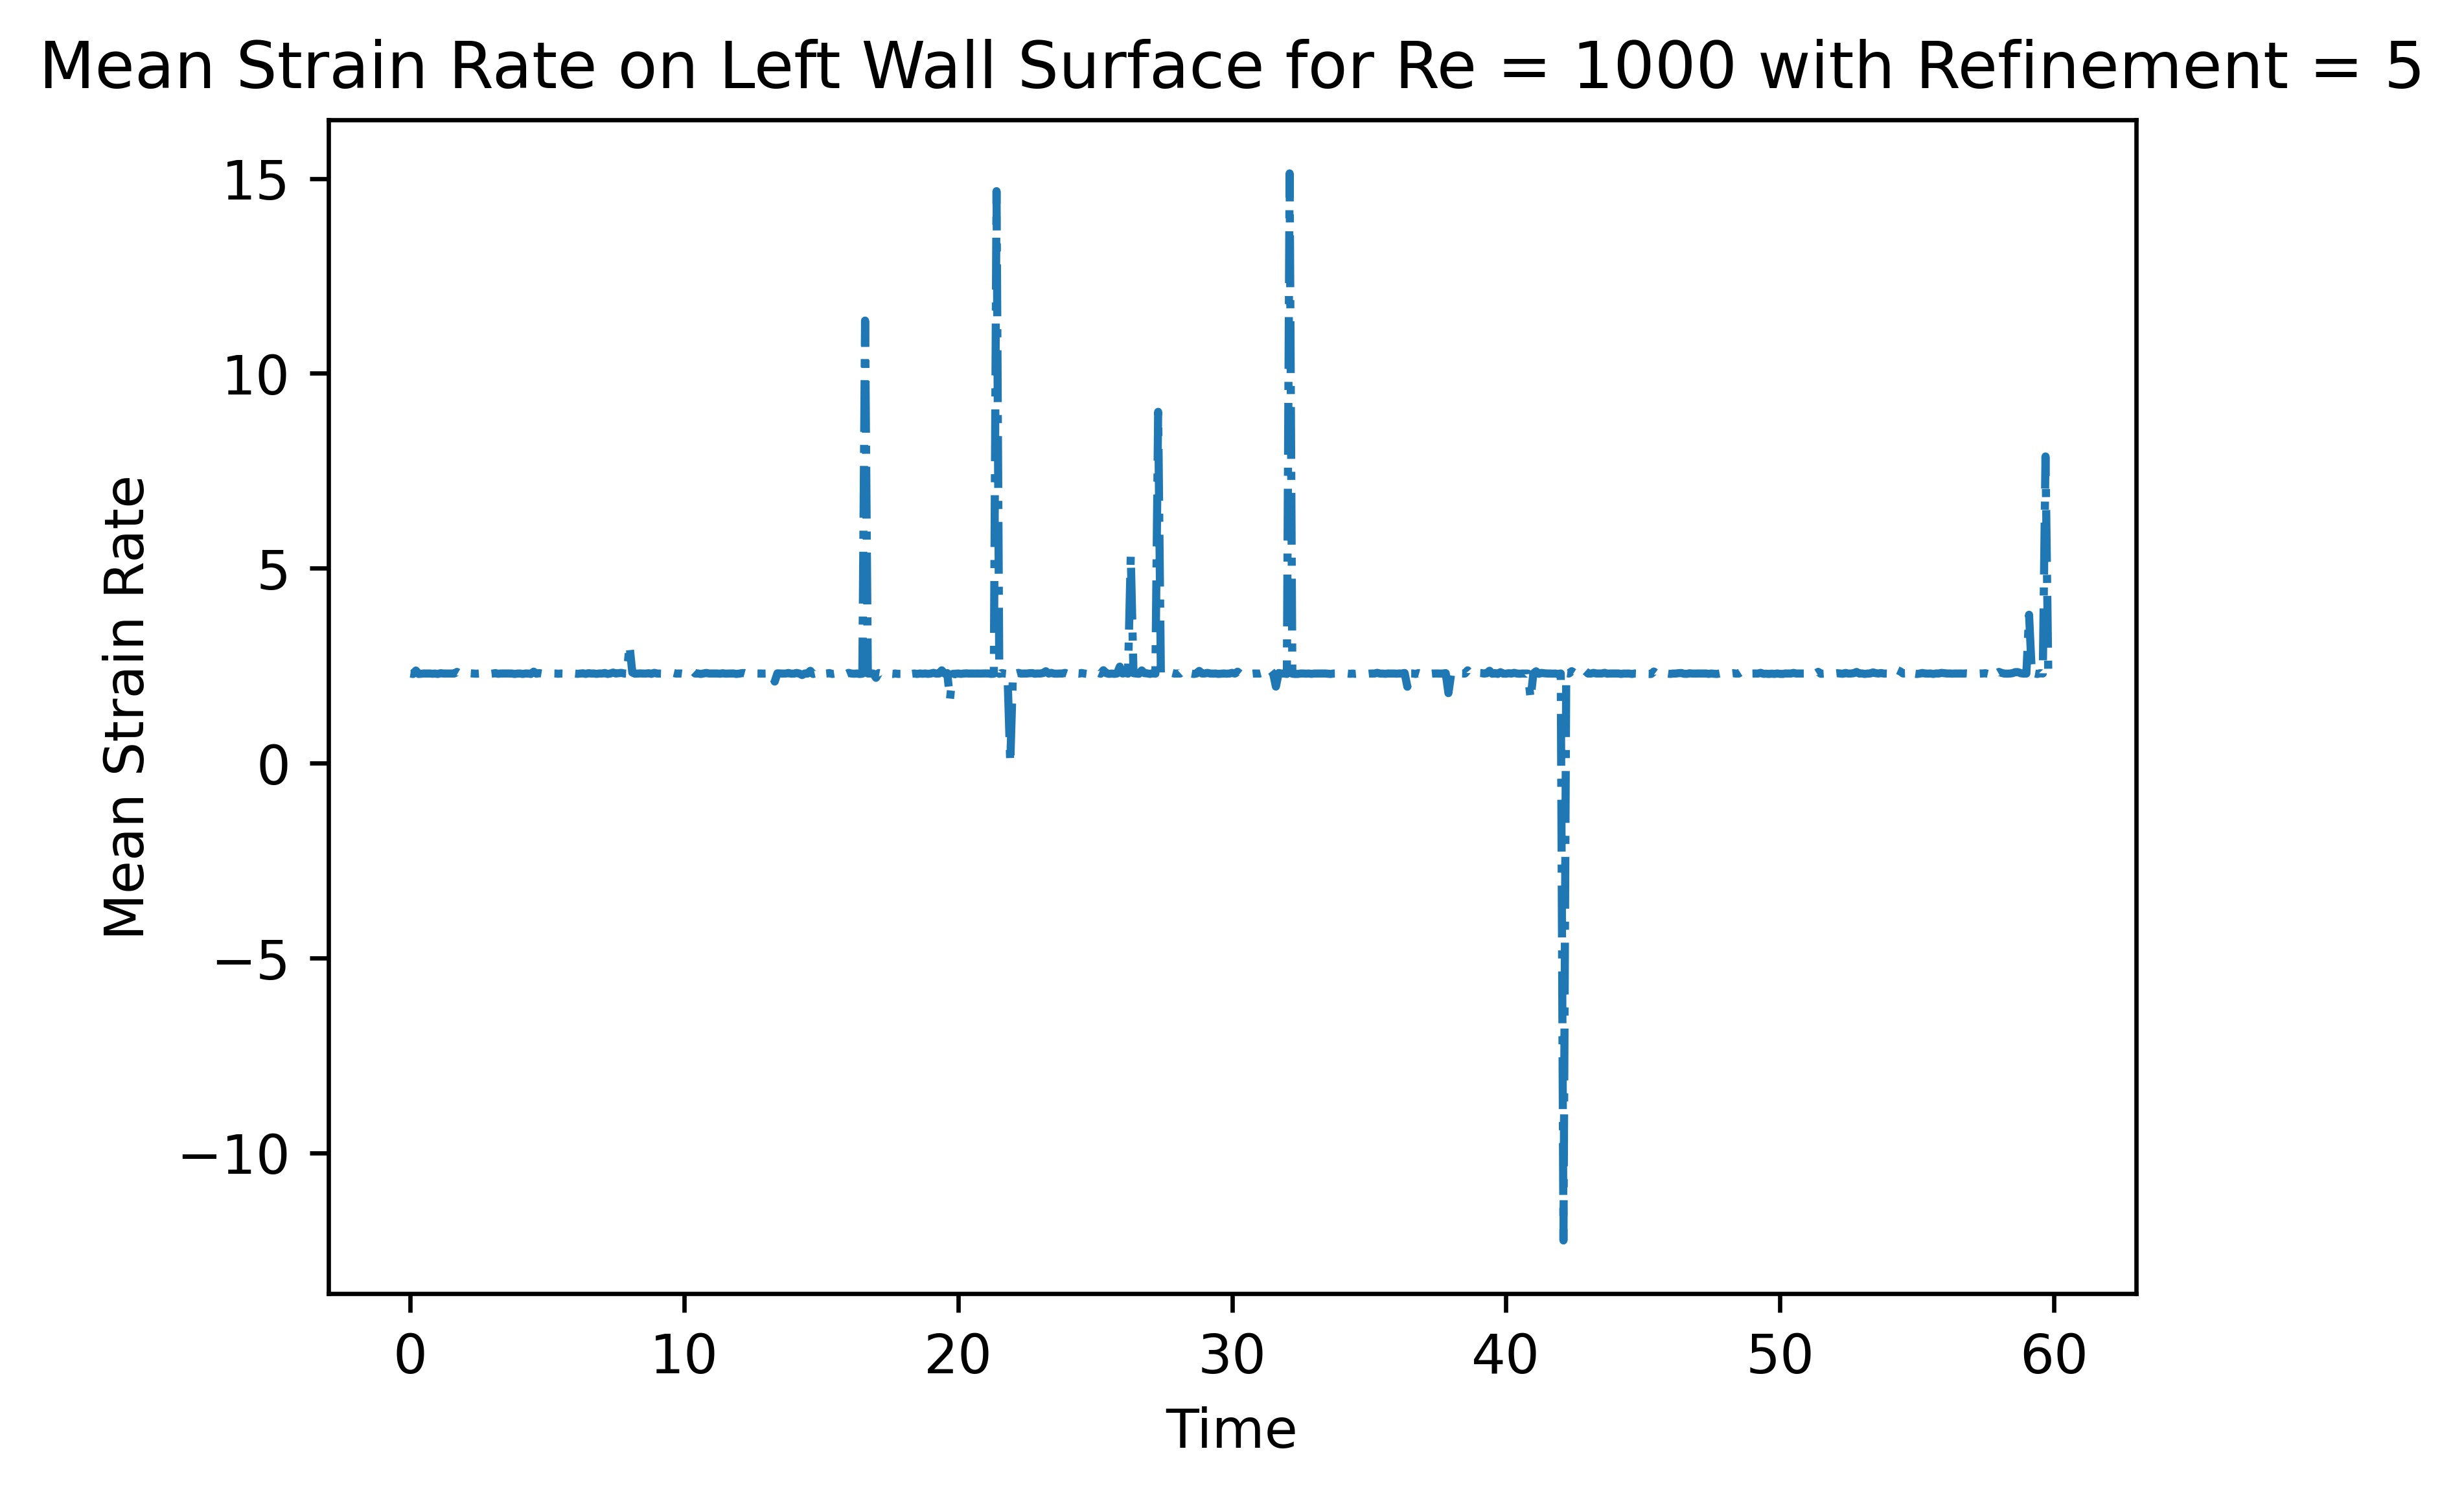 Mean Strain Rate on Left Wall Surface for Re = 1000 with Refinement = 5
15
10
5
0
−5
−10
Mean Strain Rate
0 10 20 30 40 50 60
Time